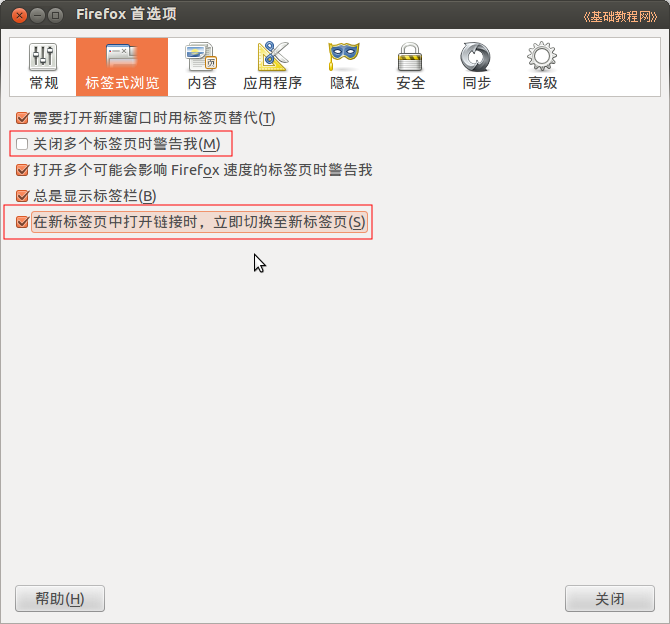 Firefox 首选项
《基础教程网》
常规 标签式浏览 内容 应用程序 隐私 安全 同步 高级
需要打开新建窗口时用标签页替代(T)
关闭多个标签页时警告我(M)
打开多个可能会影响 Firefox 速度的标签页时警告我
总是显示标签栏(B)
在新标签页中打开链接时，立即切换至新标签页(S)
帮助(H) 关闭